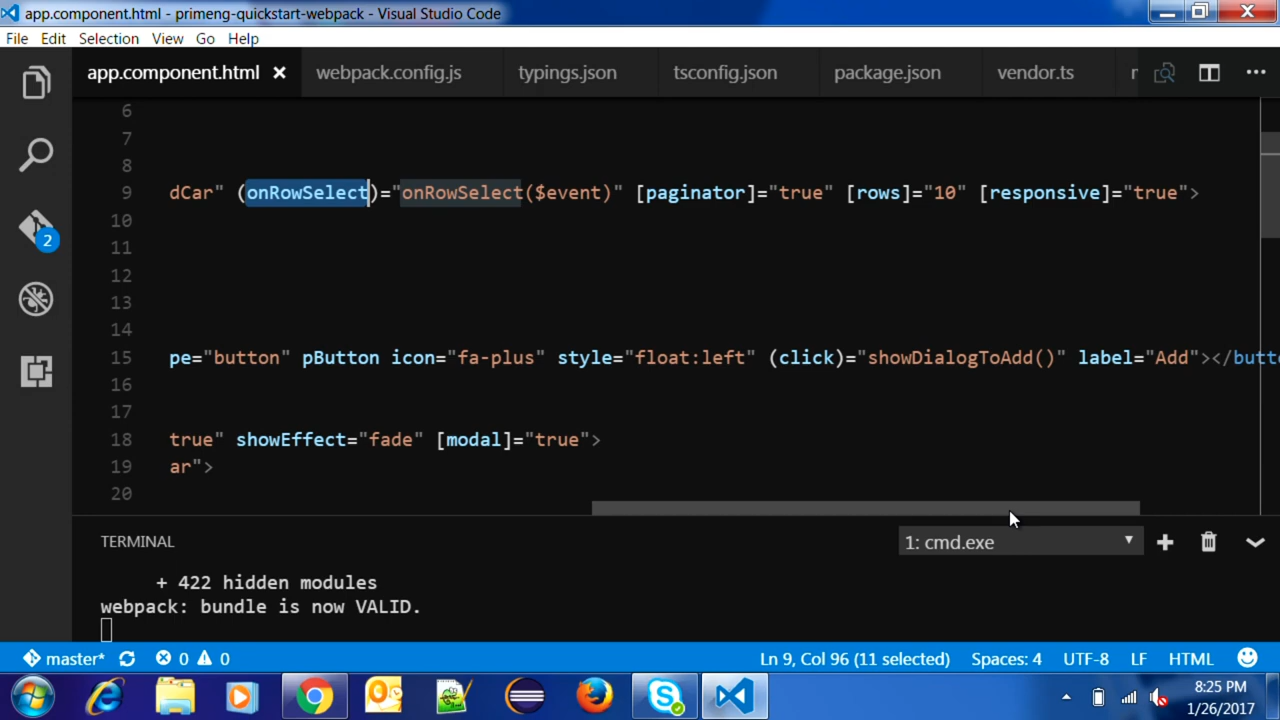 app.component.html - primeng-quickstart-webpack - Visual Studio Code
File Edit Selection View Go Help
app.component.html webpack.config.js typings.json tsconfig.json package.json vendor.ts
6
7
8
9 dCar" (onRowSelect)="onRowSelect($event)" [paginator]="true" [rows]="10" [responsive]="true">
10
11
12
13
14
15 pe="button" pButton icon="fa-plus" style="float:left" (click)="showDialogToAdd()" label="Add"></butt
16
17
18 true" showEffect="fade" [modal]="true">
19 ar">
20
2
TERMINAL 1: cmd.exe
+ 422 hidden modules
webpack: bundle is now VALID.
master* 0 0 Ln 9, Col 96 (11 selected) Spaces: 4 UTF-8 LF HTML
8:25 PM
1/26/2017